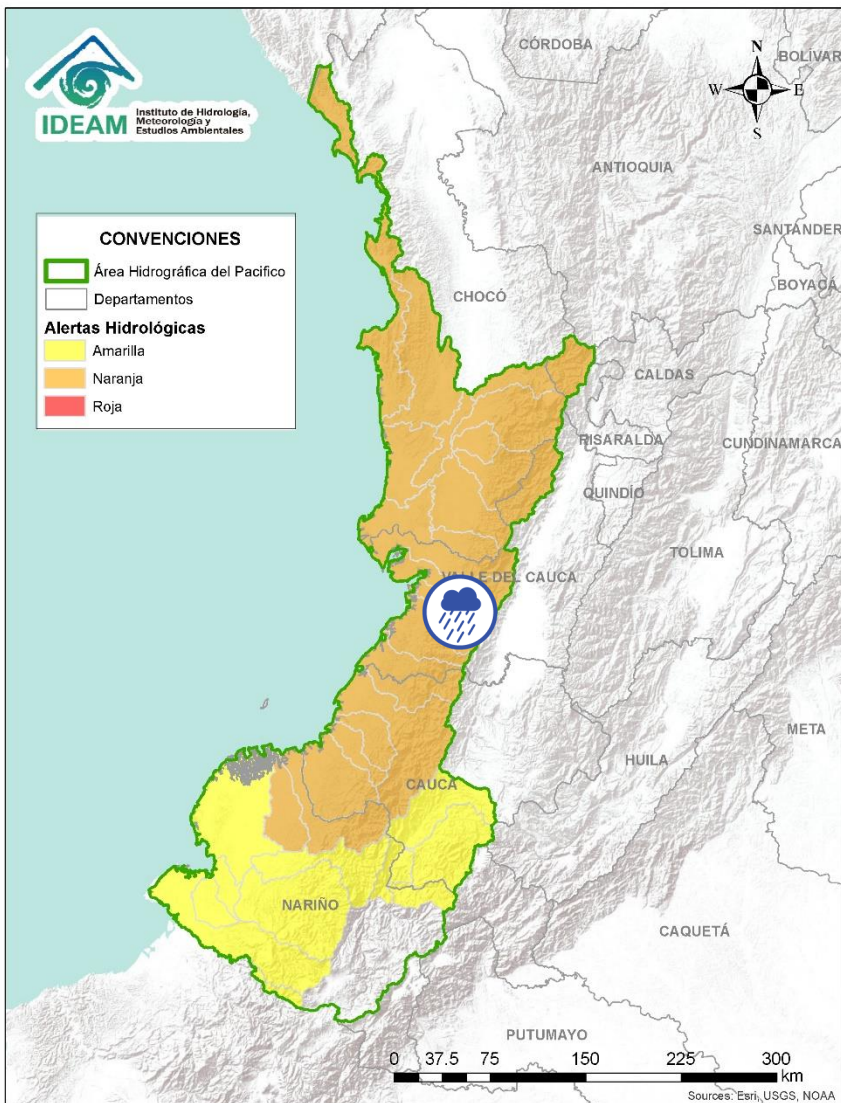 IDEAM
Instituto de Hidrología,
Meteorología y
Estudios Ambientales
N
W
E
S
CONVENCIONES
Área Hidrográfica del Pacifico
Departamentos
Alertas Hidrológicas
Amarilla
Naranja
Roja
CÓRDOBA
BOLÍVAR
ANTIOQUIA
SANTANDER
BOYACÁ
CHOCÓ
CALDAS
RISARALDA
CUNDINAMARCA
QUINDÍO
TOLIMA
VALLE DEL CAUCA
META
HUILA
CAUCA
NARIÑO
CAQUETÁ
PUTUMAYO
0 37.5 75 150 225 300
km
Sources: Esri, USGS, NOAA